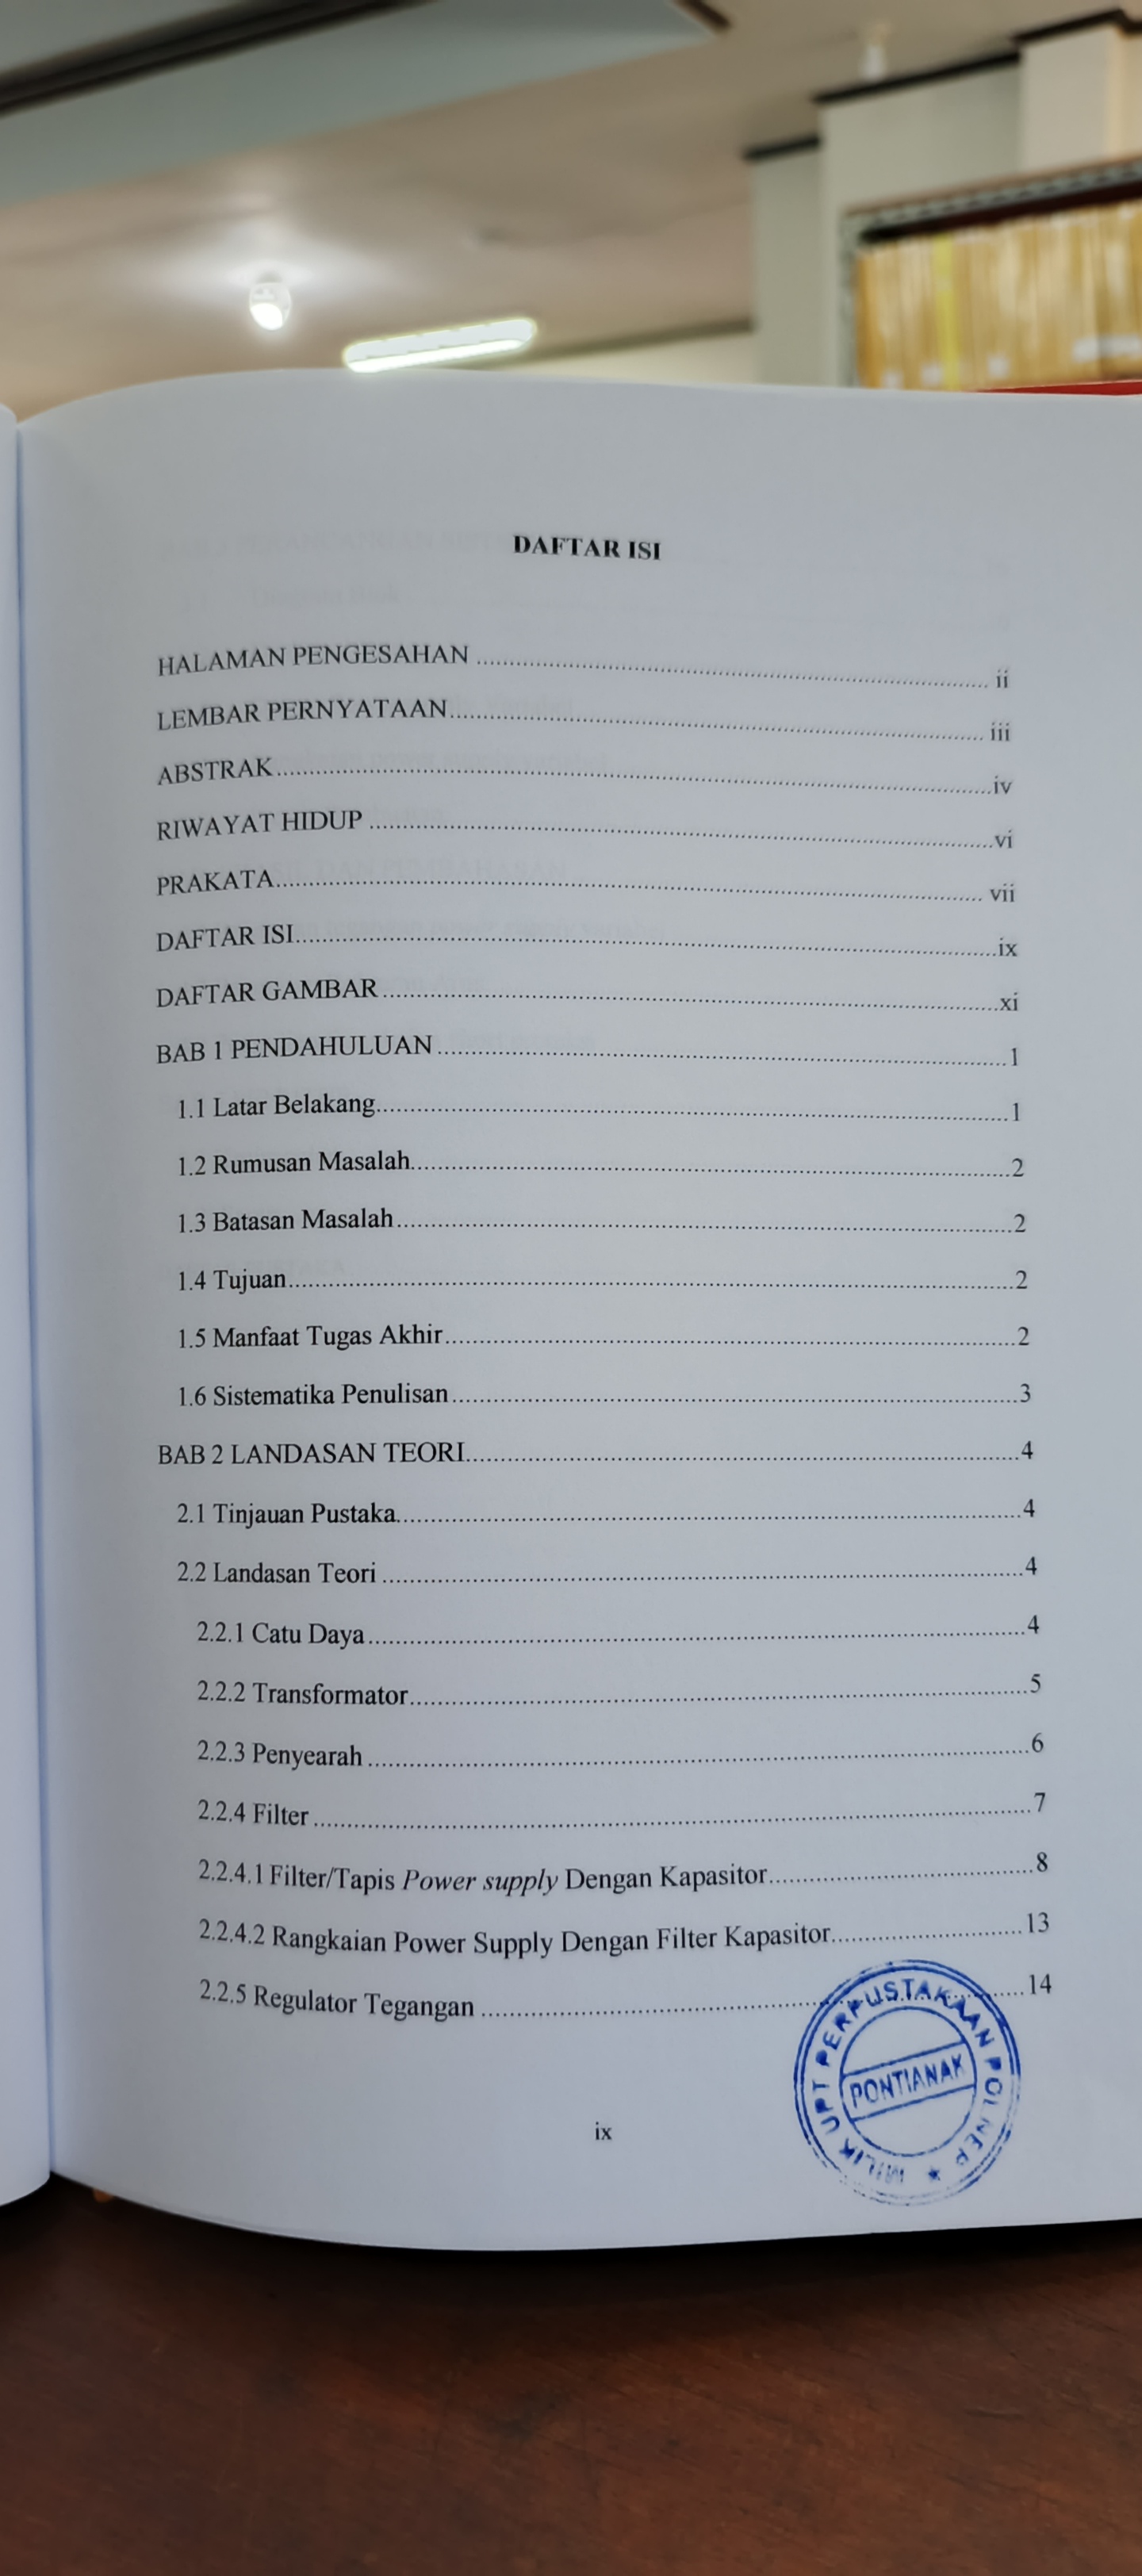 DAFTAR ISI
HALAMAN PENGESAHAN ........ ii
LEMBAR PERNYATAAN ........ iii
ABSTRAK ........ iv
RIWAYAT HIDUP ........ vi
PRAKATA ........ vii
DAFTAR ISI ........ ix
DAFTAR GAMBAR ........ xi
BAB 1 PENDAHULUAN ........ 1
1.1 Latar Belakang ........ 1
1.2 Rumusan Masalah ........ 2
1.3 Batasan Masalah ........ 2
1.4 Tujuan ........ 2
1.5 Manfaat Tugas Akhir ........ 2
1.6 Sistematika Penulisan ........ 3
BAB 2 LANDASAN TEORI ........ 4
2.1 Tinjauan Pustaka ........ 4
2.2 Landasan Teori ........ 4
2.2.1 Catu Daya ........ 4
2.2.2 Transformator ........ 5
2.2.3 Penyearah ........ 6
2.2.4 Filter ........ 7
2.2.4.1 Filter/Tapis Power supply Dengan Kapasitor ........ 8
2.2.4.2 Rangkaian Power Supply Dengan Filter Kapasitor ........ 13
2.2.5 Regulator Tegangan ........ 14
MILIK UPT PERPUSTAKAAN POLNEP
PONTIANAK
ix